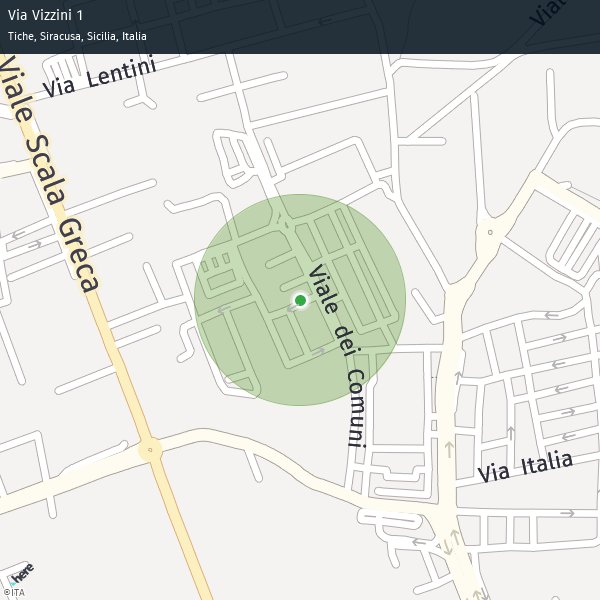 Via Vizzini 1
Tiche, Siracusa, Sicilia, Italia
Via
Via Lentini
Viale Scala Greca
Viale dei Comuni
Via Italia
here
©ITA